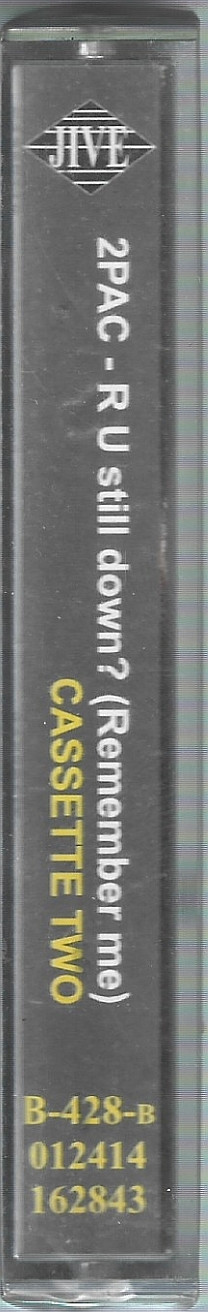 JIVE
2PAC - R U still down? (Remember me)
CASSETTE TWO
B-428-B
012414
162843